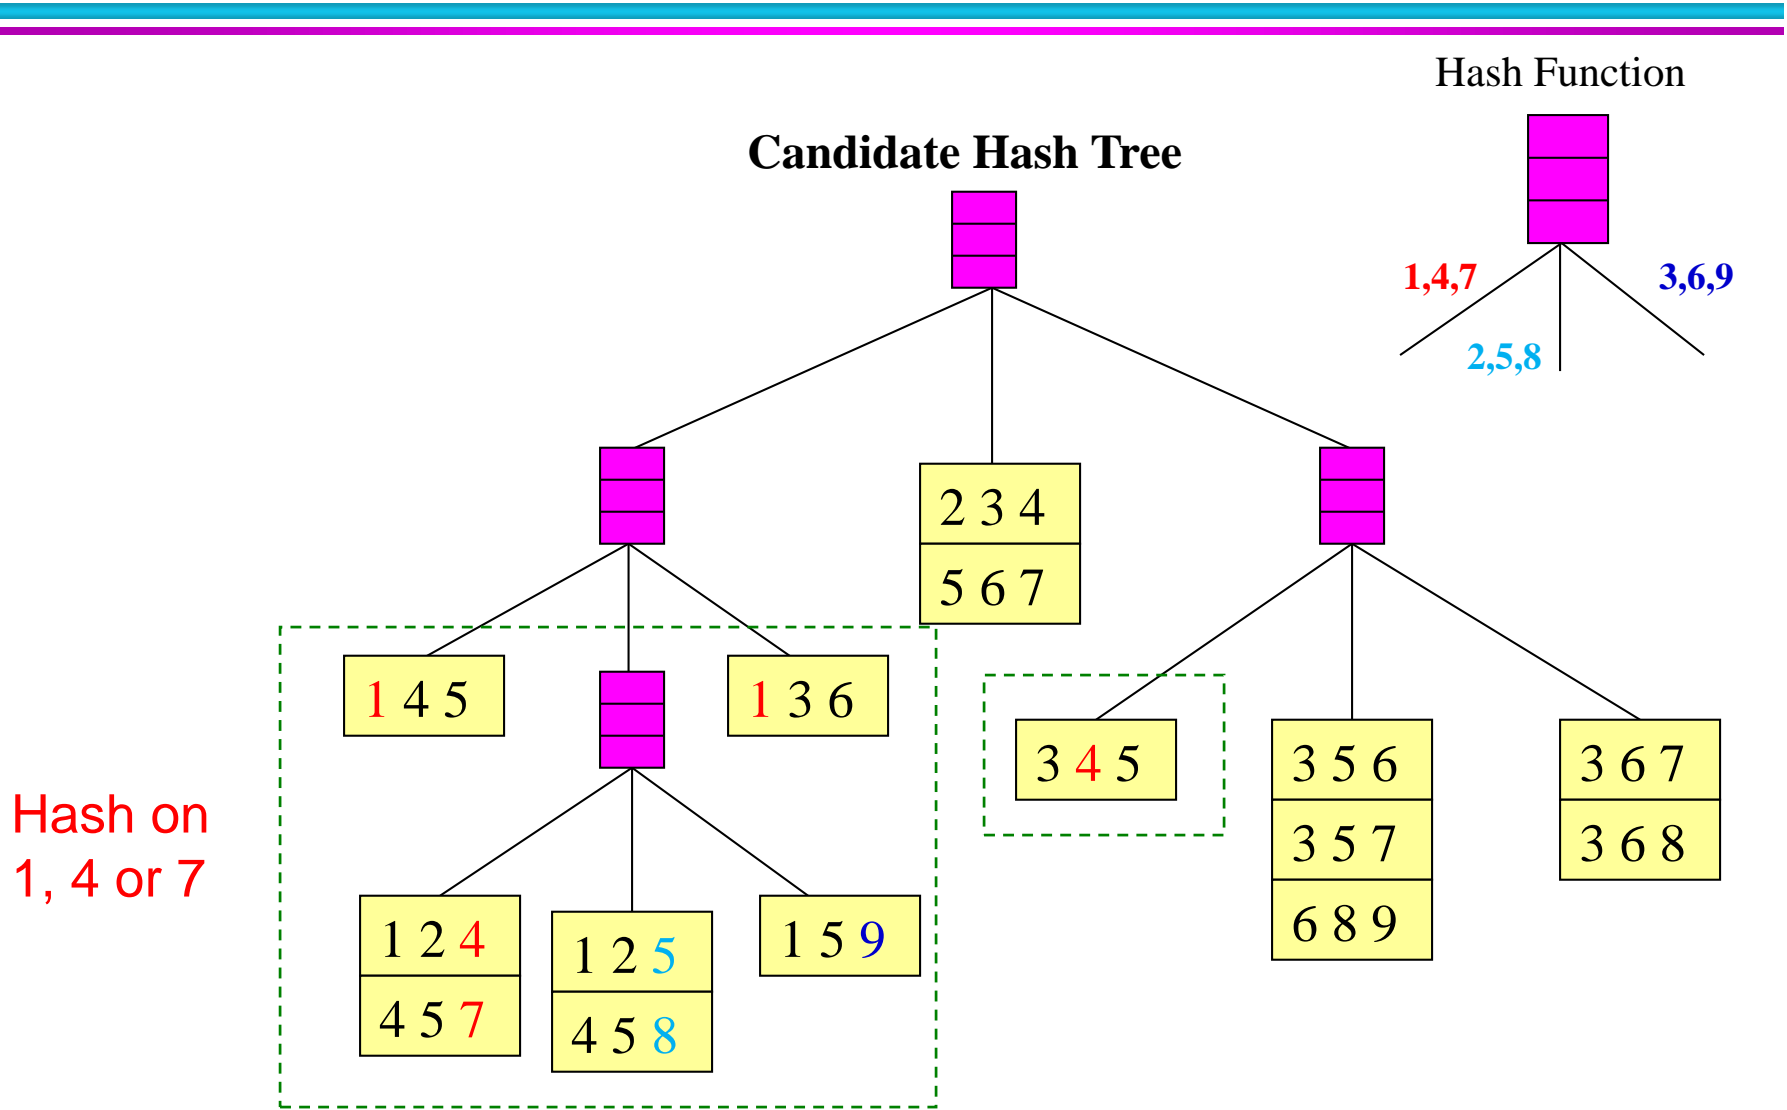 Hash Function
Candidate Hash Tree
1,4,7
3,6,9
2,5,8
2 3 4
5 6 7
1 4 5
1 3 6
3 4 5
3 5 6
3 6 7
3 5 7
3 6 8
6 8 9
Hash on
1, 4 or 7
1 2 4
1 2 5
1 5 9
4 5 7
4 5 8